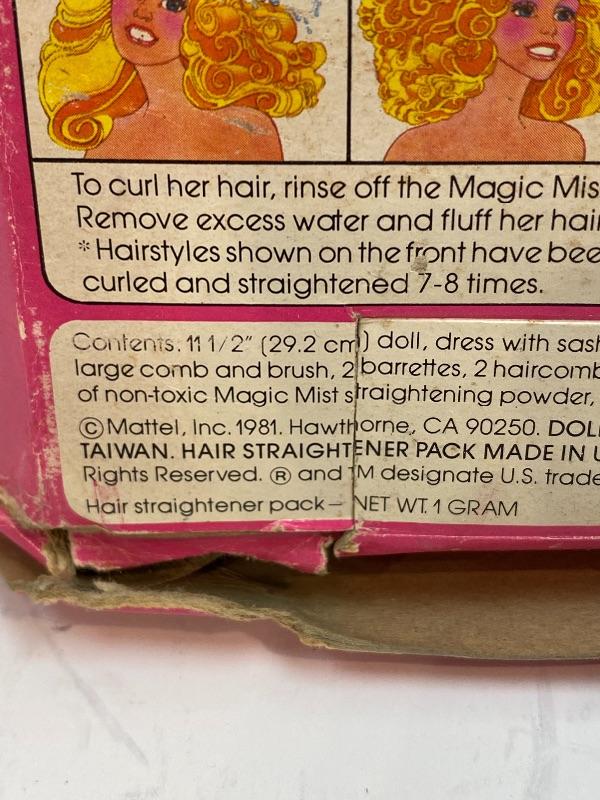 To curl her hair, rinse off the Magic Mis
Remove excess water and fluff her hair
* Hairstyles shown on the front have bee
curled and straightened 7-8 times.
Contents: 11 1/2" (29.2 cm) doll, dress with sash
large comb and brush, 2 barrettes, 2 haircomb
of non-toxic Magic Mist straightening powder,
©Mattel, Inc. 1981. Hawthorne, CA 90250. DOLL
TAIWAN. HAIR STRAIGHTENER PACK MADE IN U
Rights Reserved. ® and TM designate U.S. trade
Hair straightener pack— NET WT. 1 GRAM